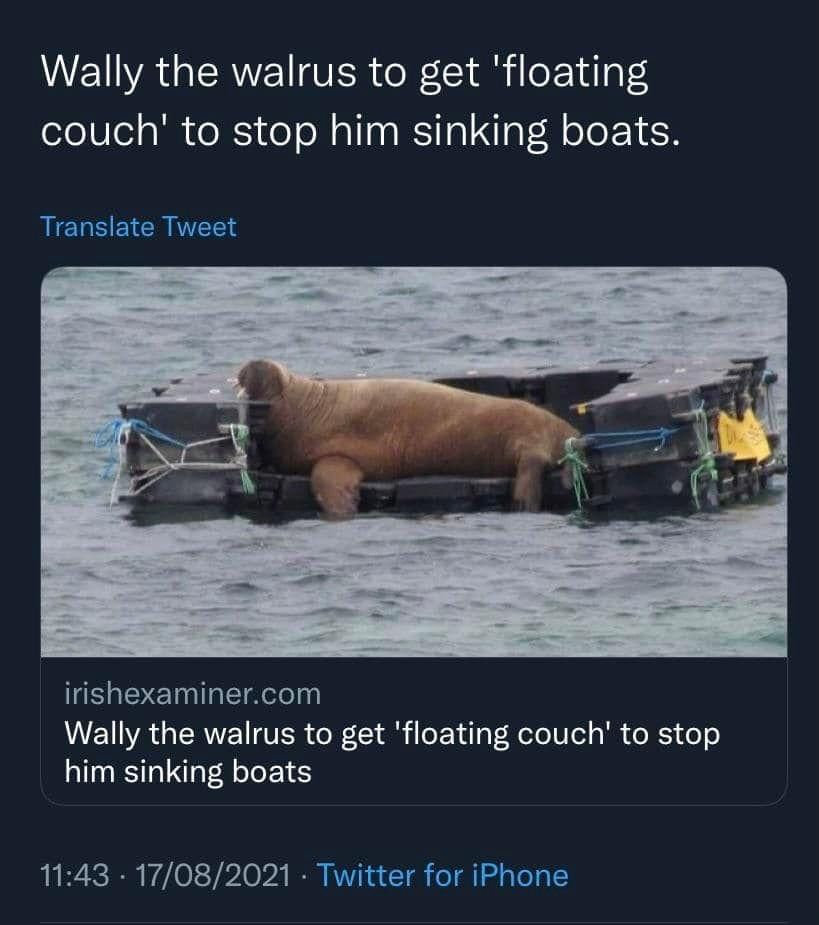 Wally the walrus to get 'floating
couch' to stop him sinking boats.
Translate Tweet
irishexaminer.com
Wally the walrus to get 'floating couch' to stop
him sinking boats
11:43 · 17/08/2021 · Twitter for iPhone